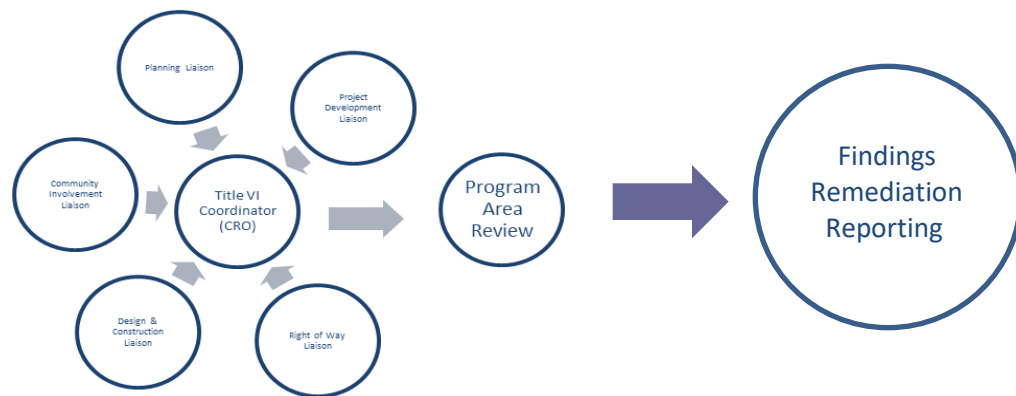 Planning Liaison
Project
Development
Liaison
Community
Involvement
Liaison
Title VI
Coordinator
(CRO)
Design &
Construction
Liaison
Right of Way
Liaison
Program
Area
Review
Findings
Remediation
Reporting